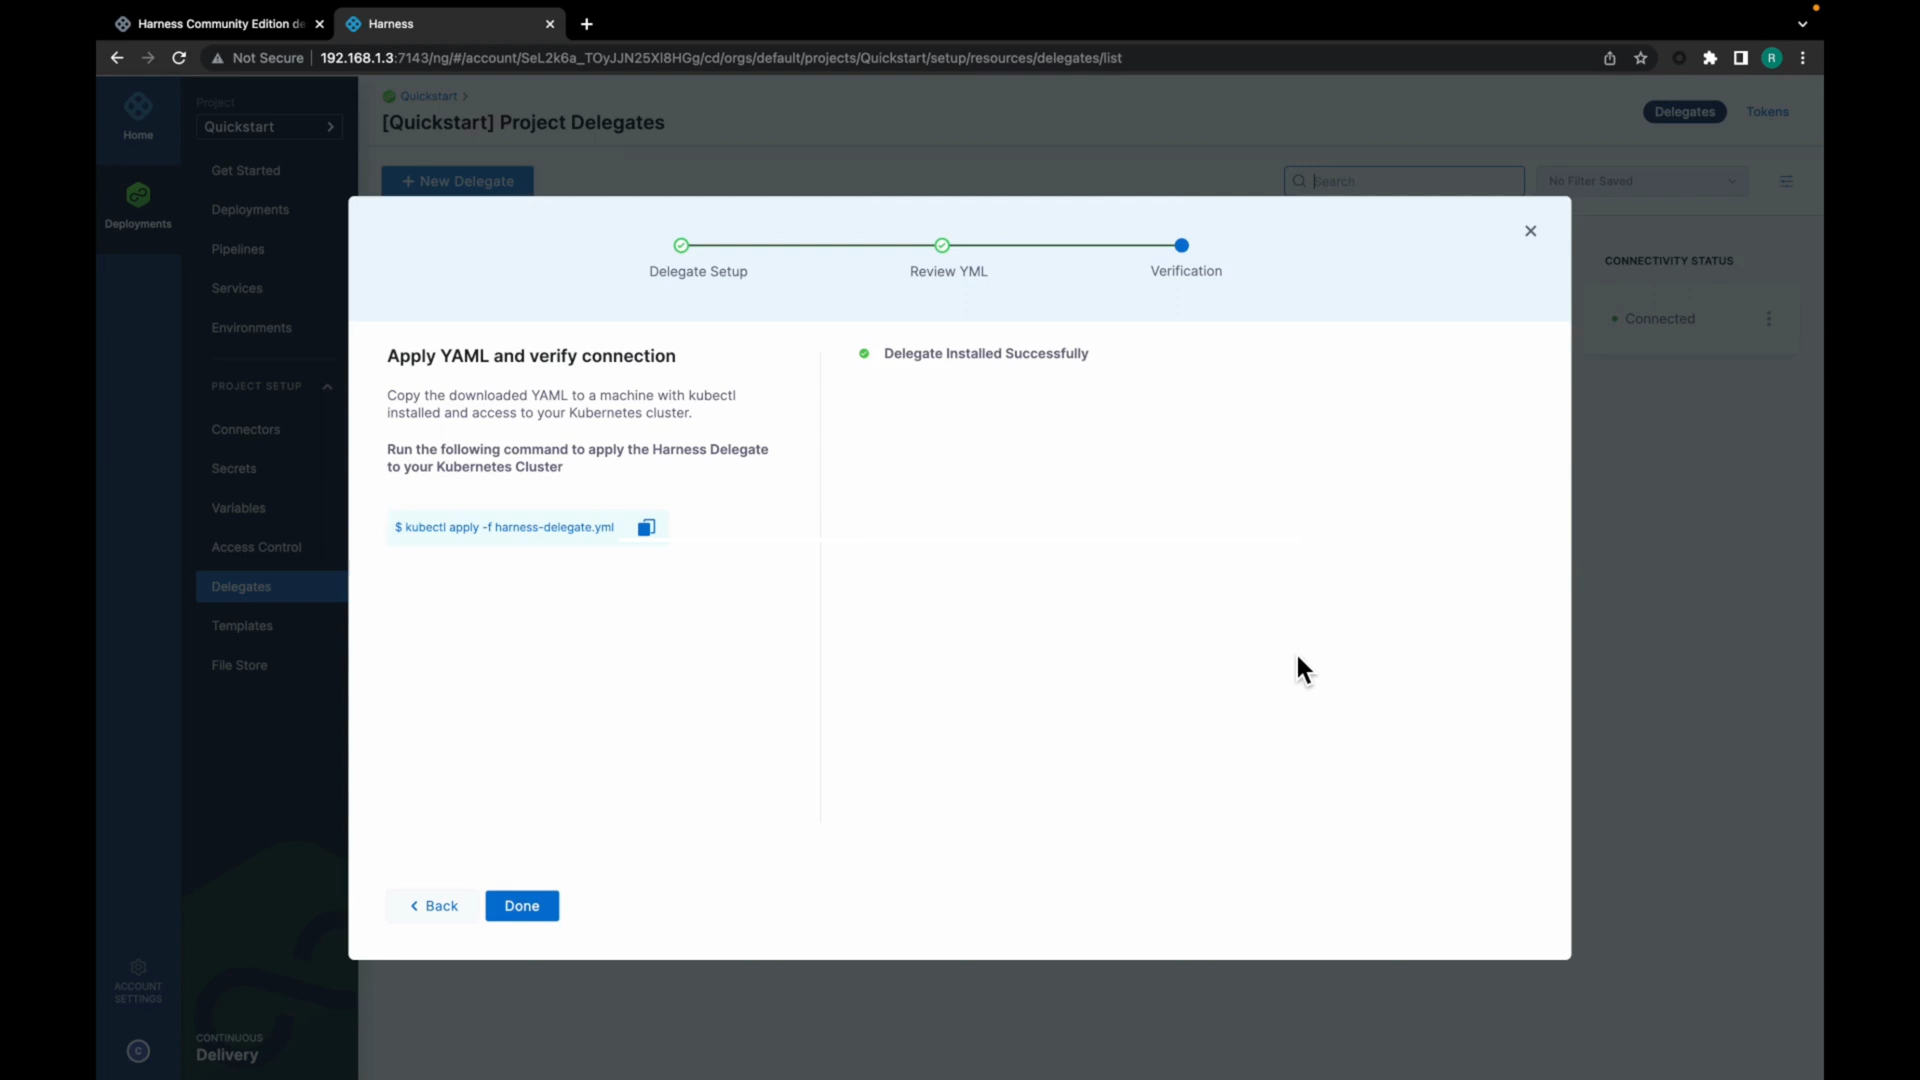 Harness Community Edition de
Harness
Not Secure
192.168.1.3:7143/ng/#/account/SeL2k6a_TOyJJN25XI8HGg/cd/orgs/default/projects/Quickstart/setup/resources/delegates/list
R
Home
Deployments
ACCOUNT
SETTINGS
C
Project
Quickstart
Get Started
Deployments
Pipelines
Services
Environments
PROJECT SETUP
Connectors
Secrets
Variables
Access Control
Delegates
Templates
File Store
CONTINUOUS
Delivery
Quickstart >
[Quickstart] Project Delegates
Delegates
Tokens
+ New Delegate
Search
No Filter Saved
CONNECTIVITY STATUS
Connected
Delegate Setup
Review YML
Verification
Apply YAML and verify connection
Copy the downloaded YAML to a machine with kubectl
installed and access to your Kubernetes cluster.
Run the following command to apply the Harness Delegate
to your Kubernetes Cluster
$ kubectl apply -f harness-delegate.yml
Delegate Installed Successfully
Back
Done